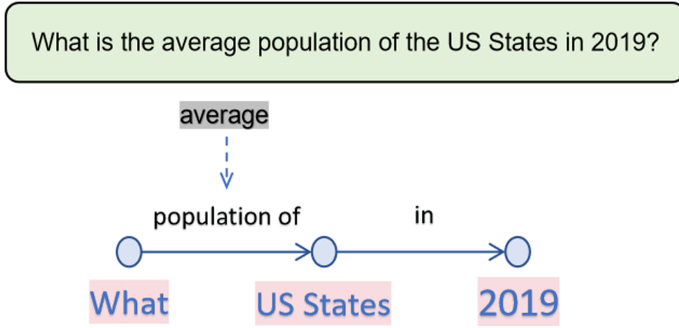 What is the average population of the US States in 2019?
average
population of
in
What
US States
2019